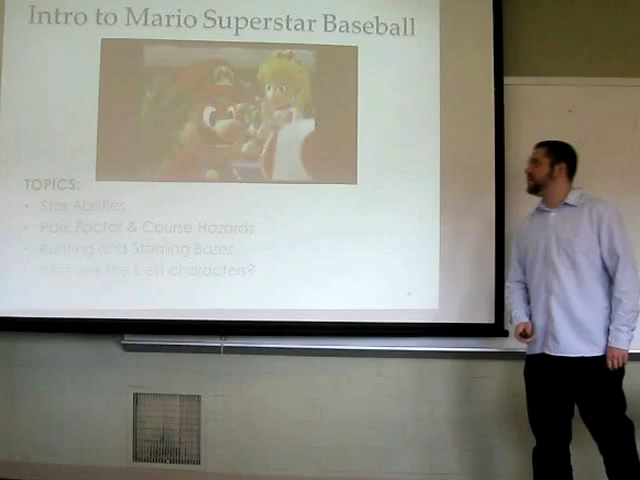 Intro to Mario Superstar Baseball
TOPICS:
• Star Abilities
• Park Factor & Course Hazards
• Bunting and Stealing Bases
• What are the best characters?